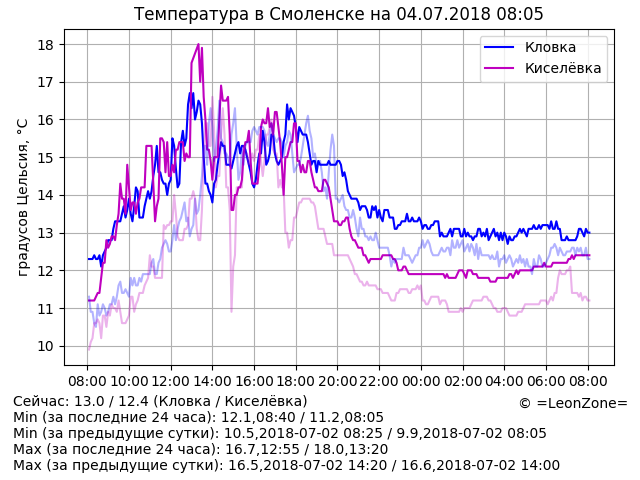 Температура в Смоленске на 04.07.2018 08:05
Кловка
Киселёвка
градусов Цельсия, °C
18
17
16
15
14
13
12
11
10
08:00 10:00 12:00 14:00 16:00 18:00 20:00 22:00 00:00 02:00 04:00 06:00 08:00
Сейчас: 13.0 / 12.4 (Кловка / Киселёвка)
© =LeonZone=
Min (за последние 24 часа): 12.1,08:40 / 11.2,08:05
Min (за предыдущие сутки): 10.5,2018-07-02 08:25 / 9.9,2018-07-02 08:05
Max (за последние 24 часа): 16.7,12:55 / 18.0,13:20
Max (за предыдущие сутки): 16.5,2018-07-02 14:20 / 16.6,2018-07-02 14:00